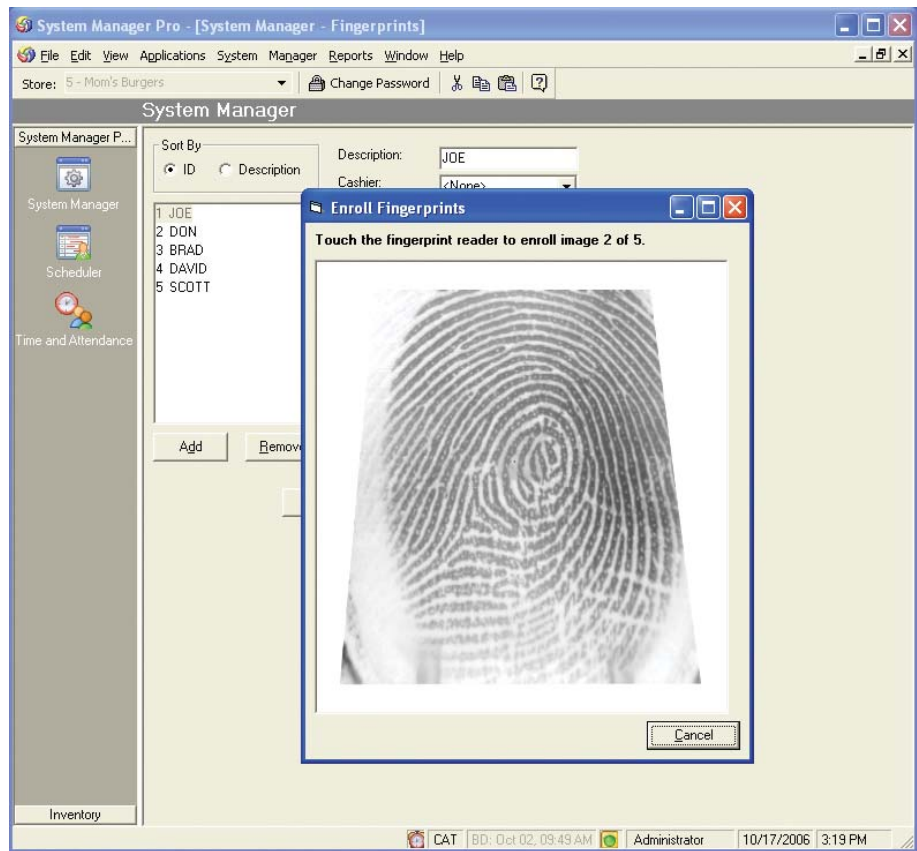 System Manager Pro - [System Manager - Fingerprints]
File Edit View Applications System Manager Reports Window Help
Store: 5 - Mom's Burgers Change Password
System Manager
System Manager P...
System Manager
Scheduler
Time and Attendance
Inventory
Sort By
ID Description
Description: JOE
Cashier: <None>
1 JOE
2 DON
3 BRAD
4 DAVID
5 SCOTT
Add Remov
Enroll Fingerprints
Touch the fingerprint reader to enroll image 2 of 5.
Cancel
CAT BD: Oct 02, 09:49 AM Administrator 10/17/2006 3:19 PM